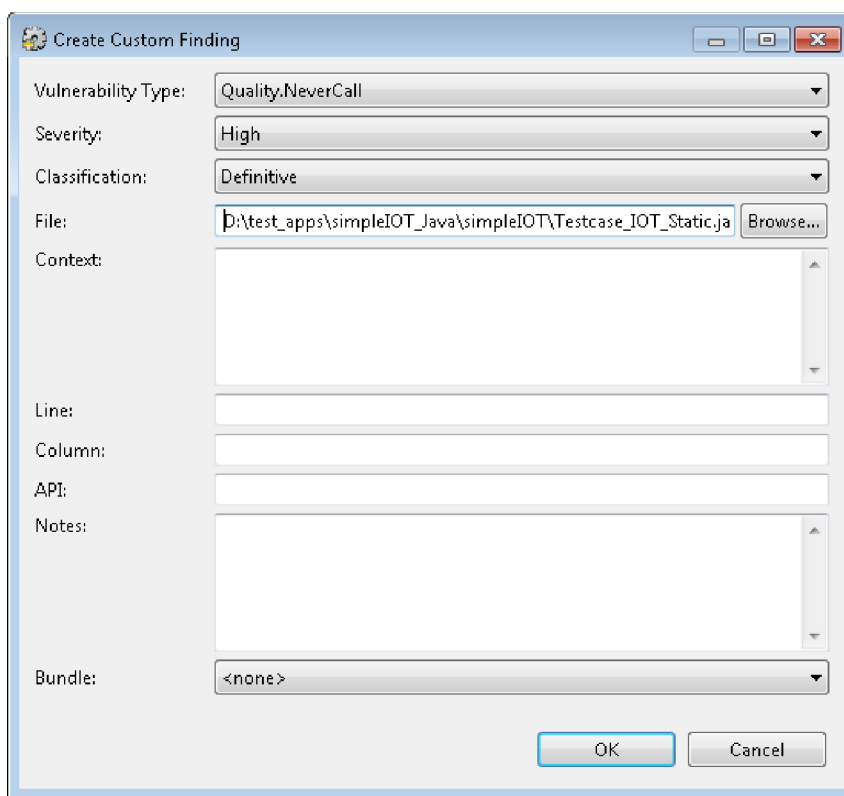 Create Custom Finding
Vulnerability Type: Quality.NeverCall
Severity: High
Classification: Definitive
File: D:\test_apps\simpleIOT_Java\simpleIOT\Testcase_IOT_Static.ja Browse...
Context:
Line:
Column:
API:
Notes:
Bundle: <none>
OK Cancel